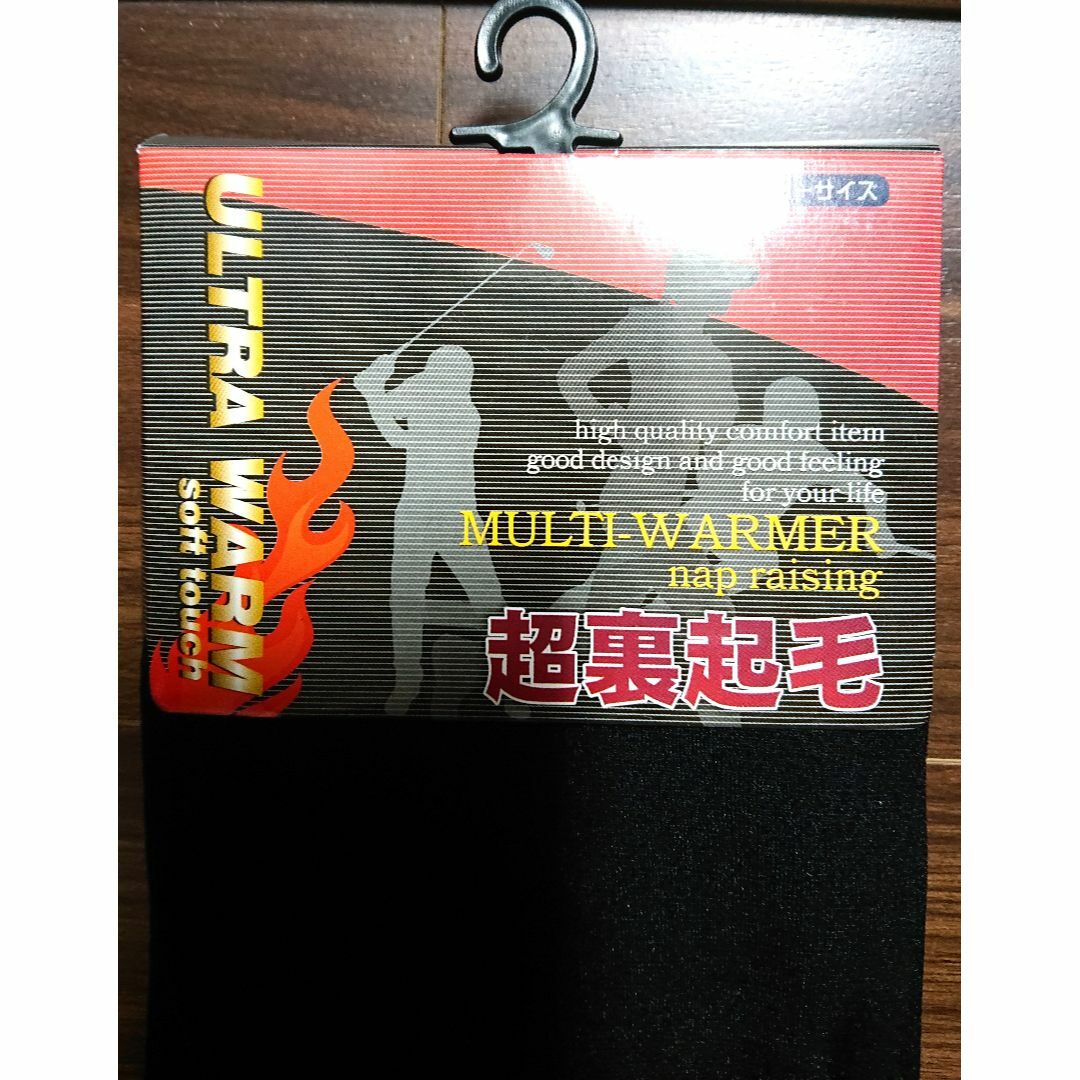 サイズ
ULTRA WARM
soft touch
high quality comfort item
good design and good feeling
for your life
MULTI-WARMER
nap raising
超裏起毛